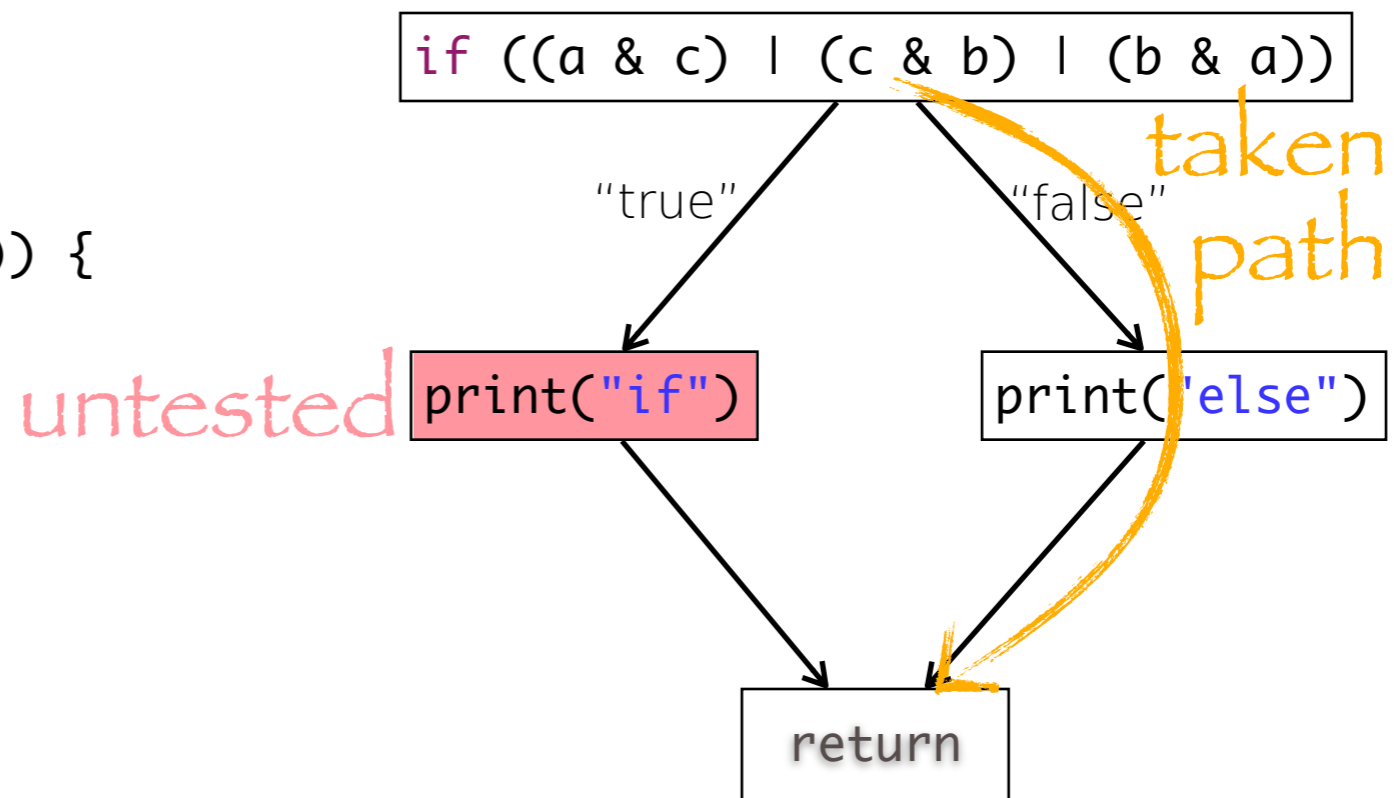 if ((a & c) | (c & b) | (b & a))
taken
path
“true”
“false”
)) {
untested
print("if")
print("else")
return